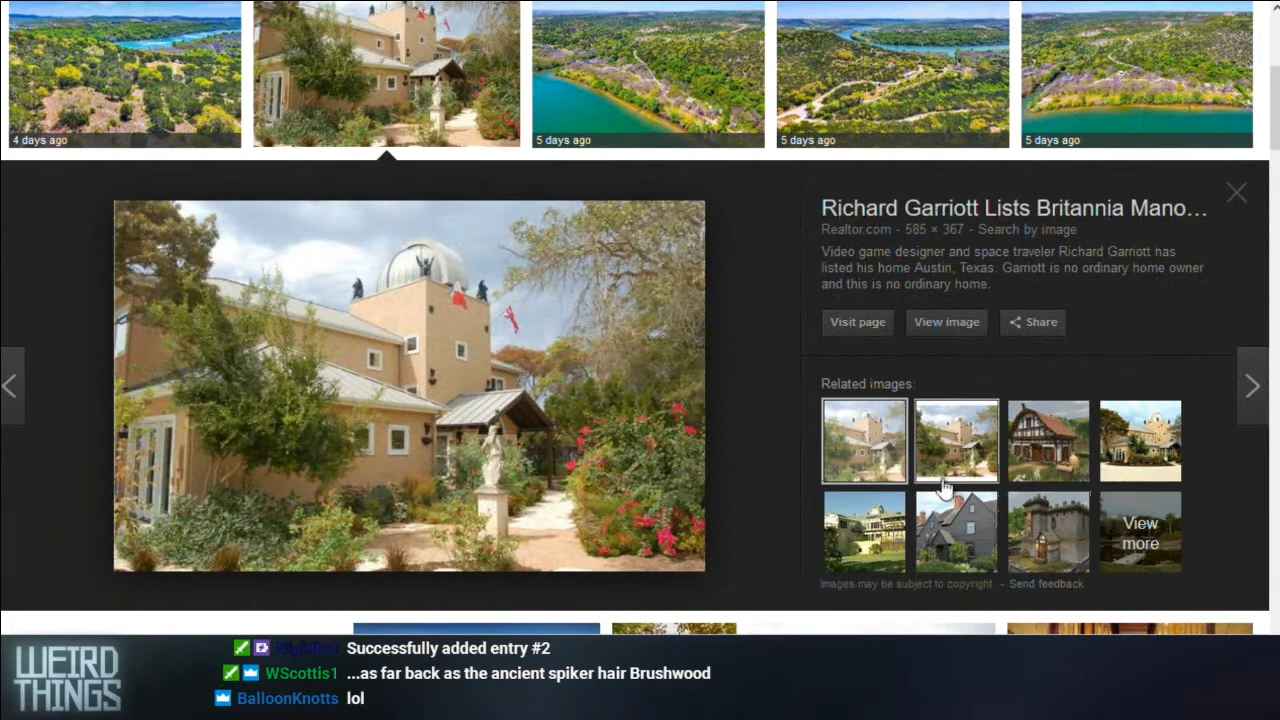 4 days ago
5 days ago
5 days ago
5 days ago
Richard Garriott Lists Britannia Mano…
Realtor.com - 585 × 367 - Search by image
Video game designer and space traveler Richard Garriott has
listed his home Austin, Texas. Garriott is no ordinary home owner
and this is no ordinary home.
Visit page
View image
Share
Related images:
View
more
Images may be subject to copyright - Send feedback
WEIRD
THINGS
Successfully added entry #2
WScottis1 ...as far back as the ancient spiker hair Brushwood
BalloonKnotts lol